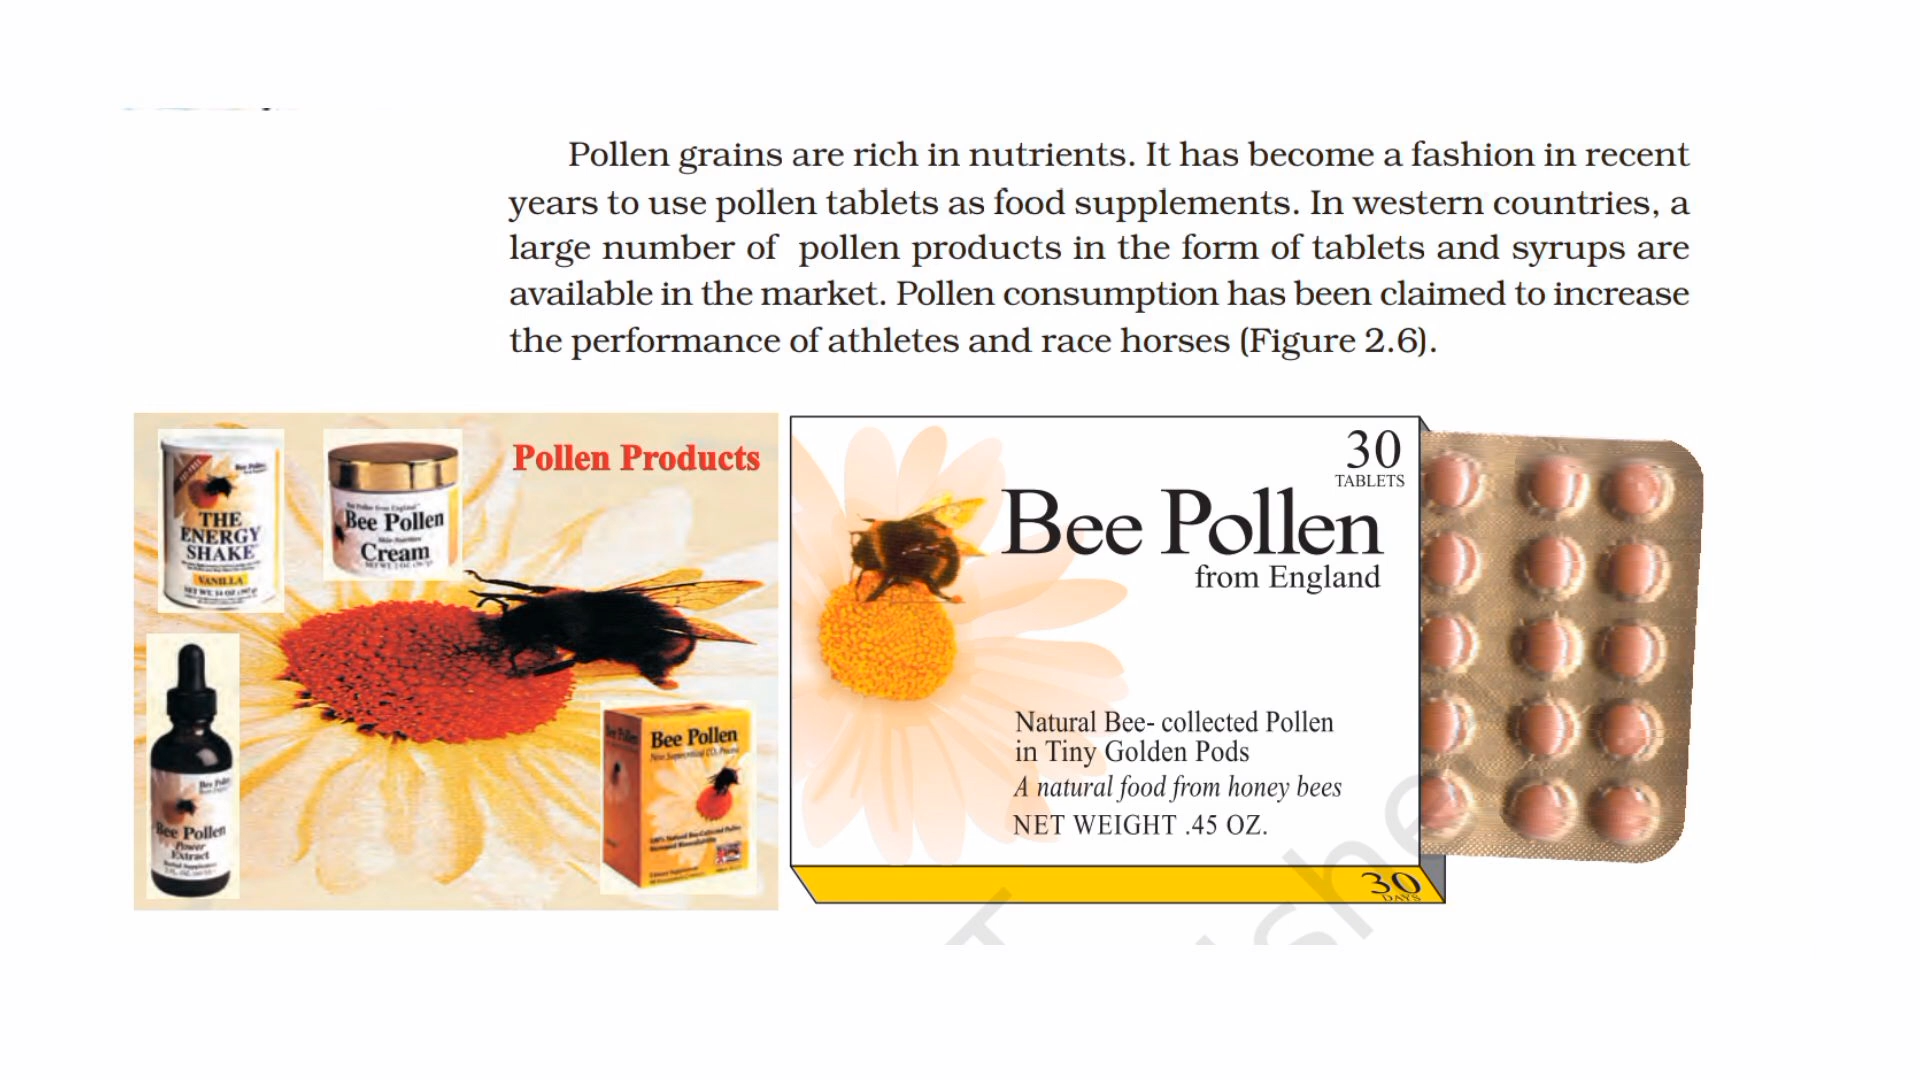 Pollen grains are rich in nutrients. It has become a fashion in recent
years to use pollen tablets as food supplements. In western countries, a
large number of pollen products in the form of tablets and syrups are
available in the market. Pollen consumption has been claimed to increase
the performance of athletes and race horses (Figure 2.6).
Pollen Products
THE
ENERGY
SHAKE
VANILLA
Bee Pollen
Cream
Bee Pollen
Power
Extract
Bee Pollen
30
TABLETS
Bee Pollen
from England
Natural Bee- collected Pollen
in Tiny Golden Pods
A natural food from honey bees
NET WEIGHT .45 OZ.
30
DAYS